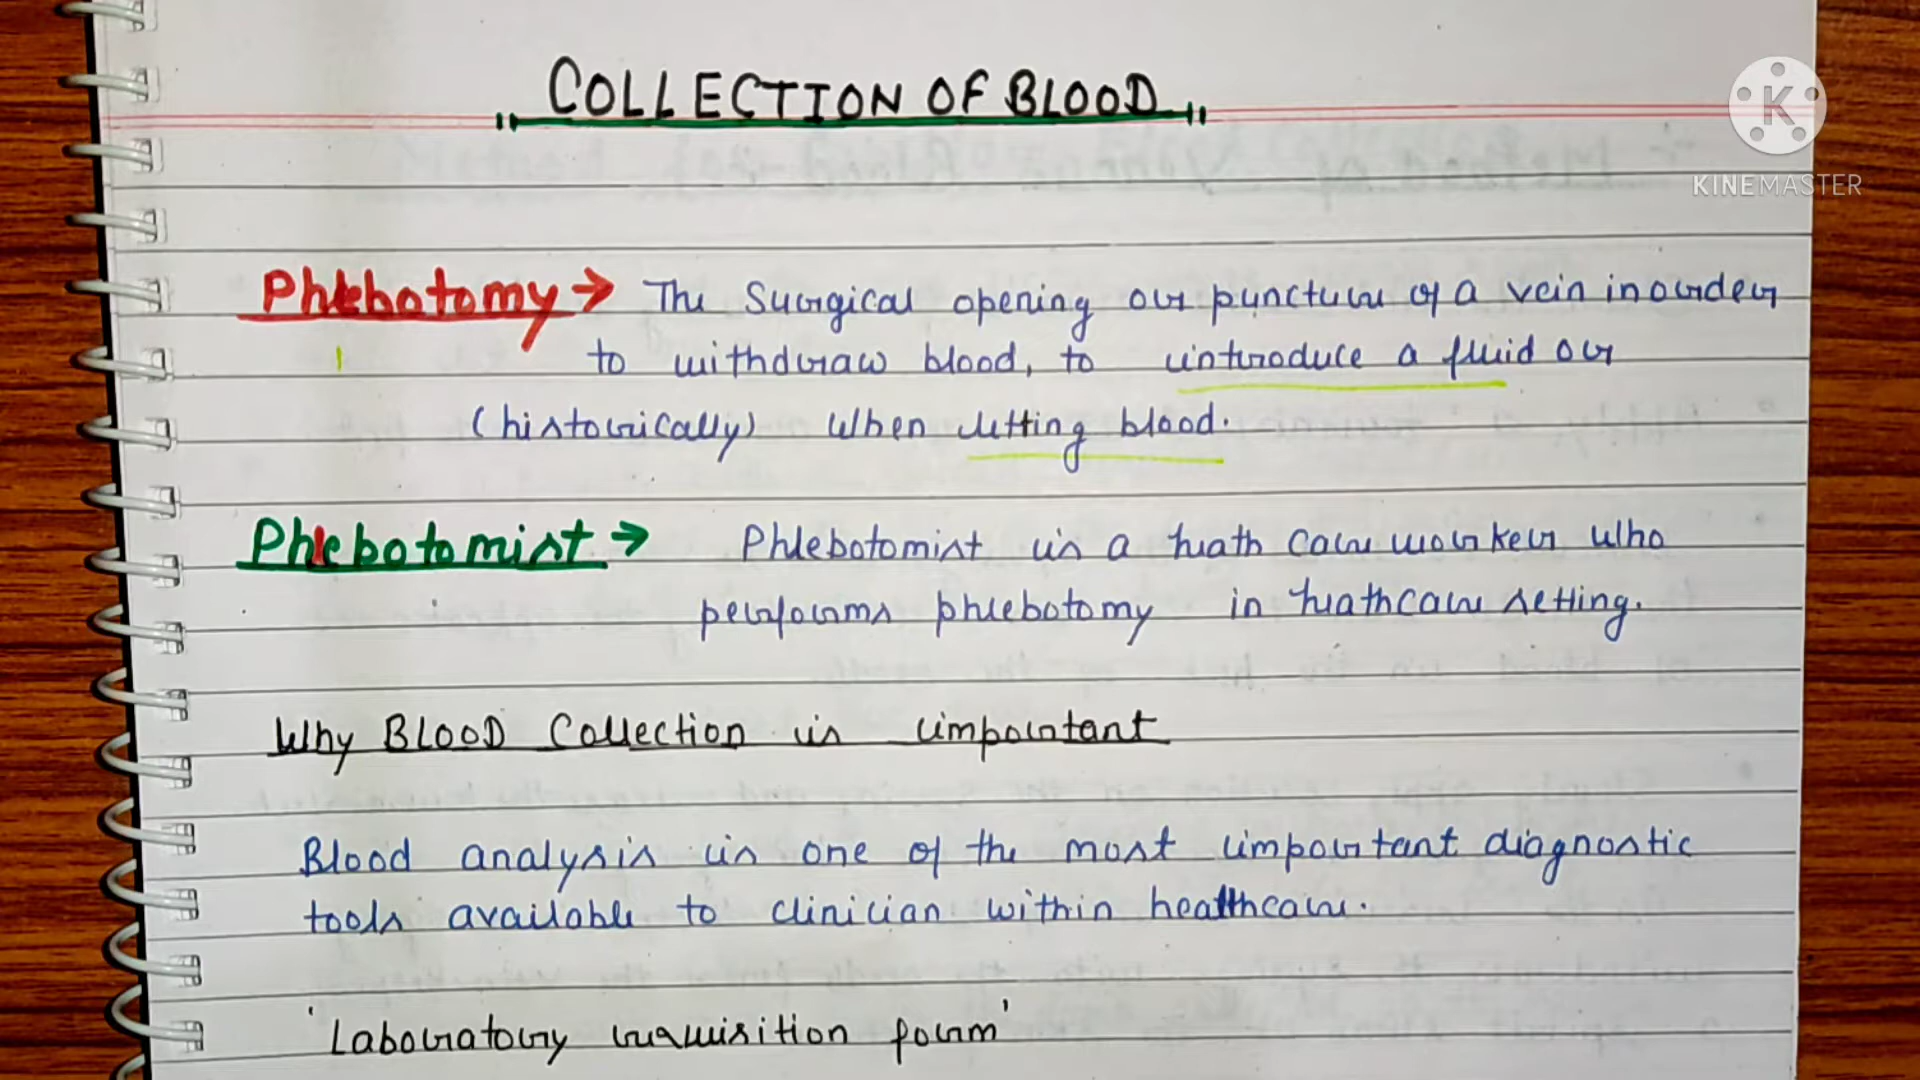 COLLECTION OF BLOOD
K
KINEMASTER
Phlebotomy → The Surgical opening or puncture of a vein inorder
to withdraw blood, to introduce a fluid or
(historically) When letting blood.
Phlebotomist → Phlebotomist is a heath care worker who
performs phlebotomy in heathcare setting.
Why BLOOD Collection is important
Blood analysis is one of the most important diagnostic
tools available to clinician within healthcare.
'Laboratory requisition form'